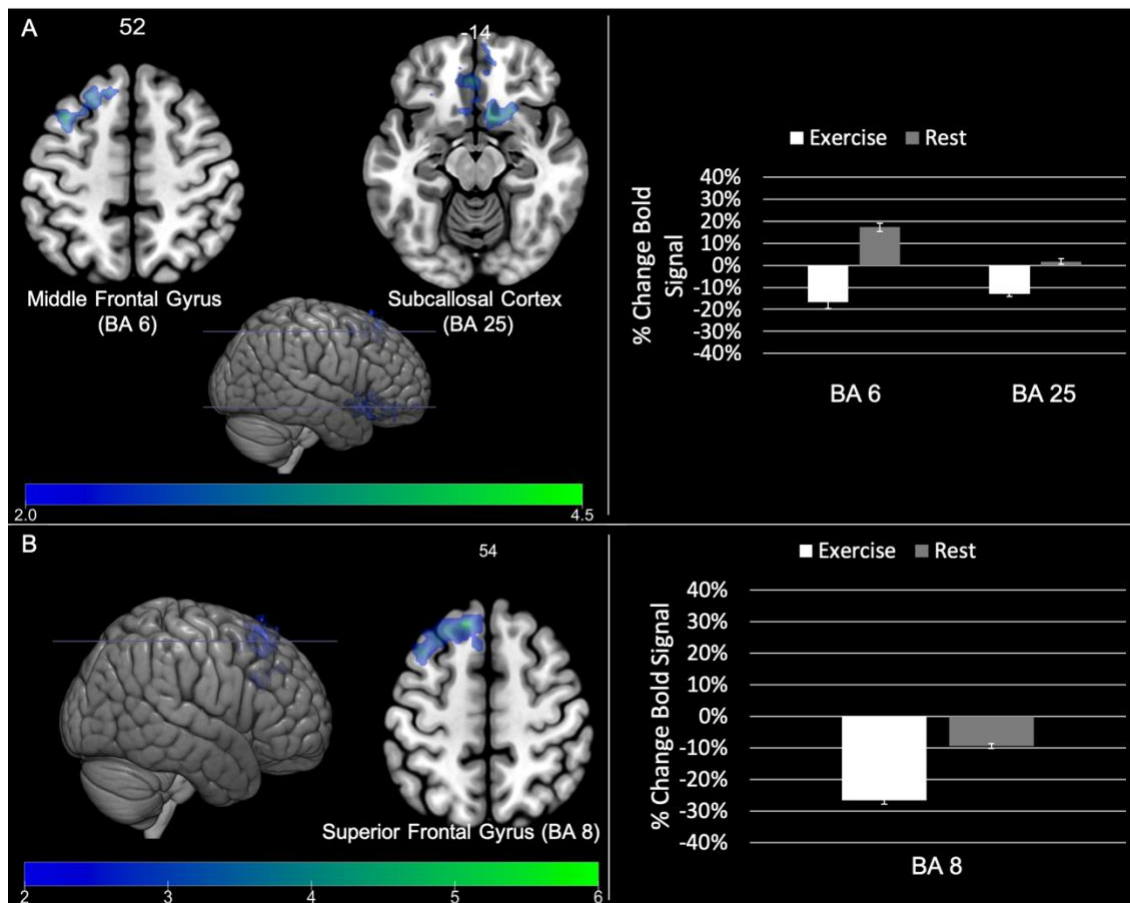 A
52
-14
Middle Frontal Gyrus
(BA 6)
Subcallosal Cortex
(BA 25)
2.0
4.5
Exercise
Rest
% Change Bold
Signal
40%
30%
20%
10%
0%
-10%
-20%
-30%
-40%
BA 6
BA 25
B
54
Superior Frontal Gyrus (BA 8)
2
3
4
5
6
Exercise
Rest
% Change Bold Signal
40%
30%
20%
10%
0%
-10%
-20%
-30%
-40%
BA 8